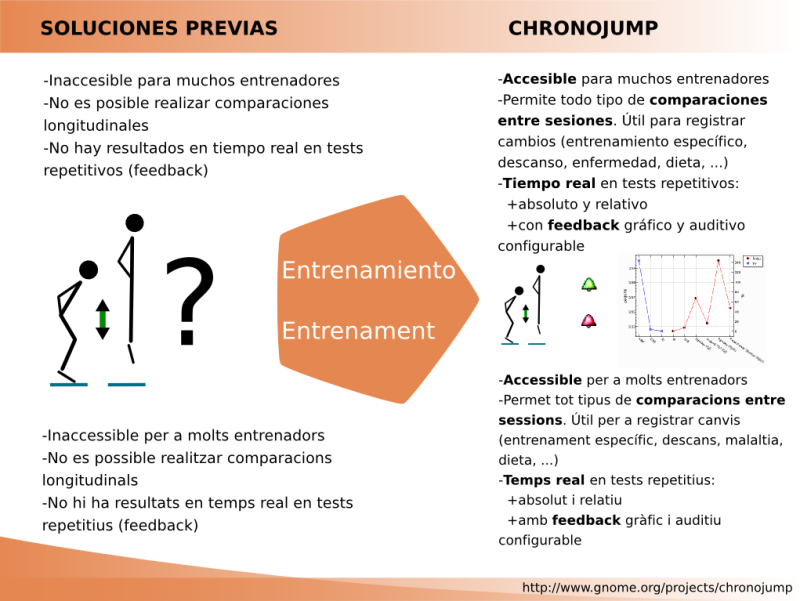 SOLUCIONES PREVIAS
-Inaccesible para muchos entrenadores
-No es posible realizar comparaciones
longitudinales
-No hay resultados en tiempo real en tests
repetitivos (feedback)
?
Entrenamiento
Entrenament
-Inaccessible per a molts entrenadors
-No es possible realitzar comparacions
longitudinals
-No hi ha resultats en temps real en tests
repetitius (feedback)
CHRONOJUMP
-Accesible para muchos entrenadores
-Permite todo tipo de comparaciones
entre sesiones. Útil para registrar
cambios (entrenamiento específico,
descanso, enfermedad, dieta, ...)
-Tiempo real en tests repetitivos:
+absoluto y relativo
+con feedback gráfico y auditivo
configurable
-Accessible per a molts entrenadors
-Permet tot tipus de comparacions entre
sessions. Útil per a registrar canvis
(entrenament específic, descans, malaltia,
dieta, ...)
-Temps real en tests repetitius:
+absolut i relatiu
+amb feedback gràfic i auditiu
configurable
http://www.gnome.org/projects/chronojump